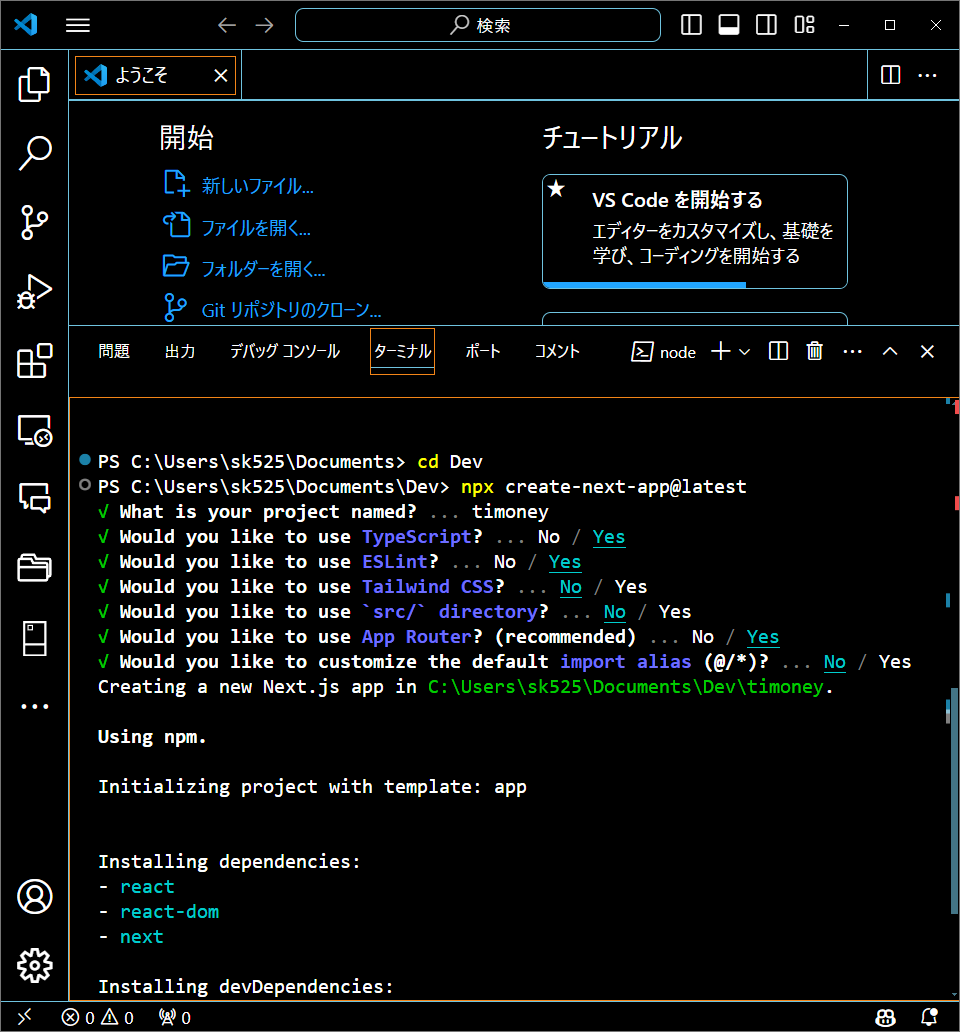 検索
ようこそ
開始
新しいファイル...
ファイルを開く...
フォルダーを開く...
Git リポジトリのクローン...
チュートリアル
VS Code を開始する
エディターをカスタマイズし、基礎を
学び、コーディングを開始する
問題 出力 デバッグ コンソール ターミナル ポート コメント node
PS C:\Users\sk525\Documents> cd Dev
PS C:\Users\sk525\Documents\Dev> npx create-next-app@latest
√ What is your project named? ... timoney
√ Would you like to use TypeScript? ... No / Yes
√ Would you like to use ESLint? ... No / Yes
√ Would you like to use Tailwind CSS? ... No / Yes
√ Would you like to use `src/` directory? ... No / Yes
√ Would you like to use App Router? (recommended) ... No / Yes
√ Would you like to customize the default import alias (@/*)? ... No / Yes
Creating a new Next.js app in C:\Users\sk525\Documents\Dev\timoney.
Using npm.
Initializing project with template: app
Installing dependencies:
- react
- react-dom
- next
Installing devDependencies:
0 0 0